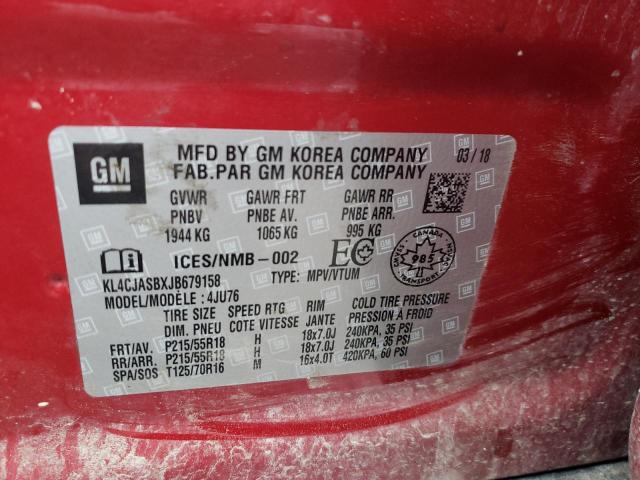 GM
MFD BY GM KOREA COMPANY 03/18
FAB.PAR GM KOREA COMPANY
GVWR GAWR FRT GAWR RR
PNBV PNBE AV. PNBE ARR.
1944 KG 1065 KG 995 KG
ICES/NMB-002 EC CANADA 985 TRANSPORT
KL4CJASBXJB679158 TYPE: MPV/VTUM
MODEL/MODÈLE: 4JU76
TIRE SIZE SPEED RTG RIM COLD TIRE PRESSURE
DIM. PNEU COTE VITESSE JANTE PRESSION À FROID
FRT/AV. P215/55R18 H 18x7.0J 240KPA, 35 PSI
RR/ARR. P215/55R18 H 18x7.0J 240KPA, 35 PSI
SPA/SOS T125/70R16 M 16x4.0T 420KPA, 60 PSI